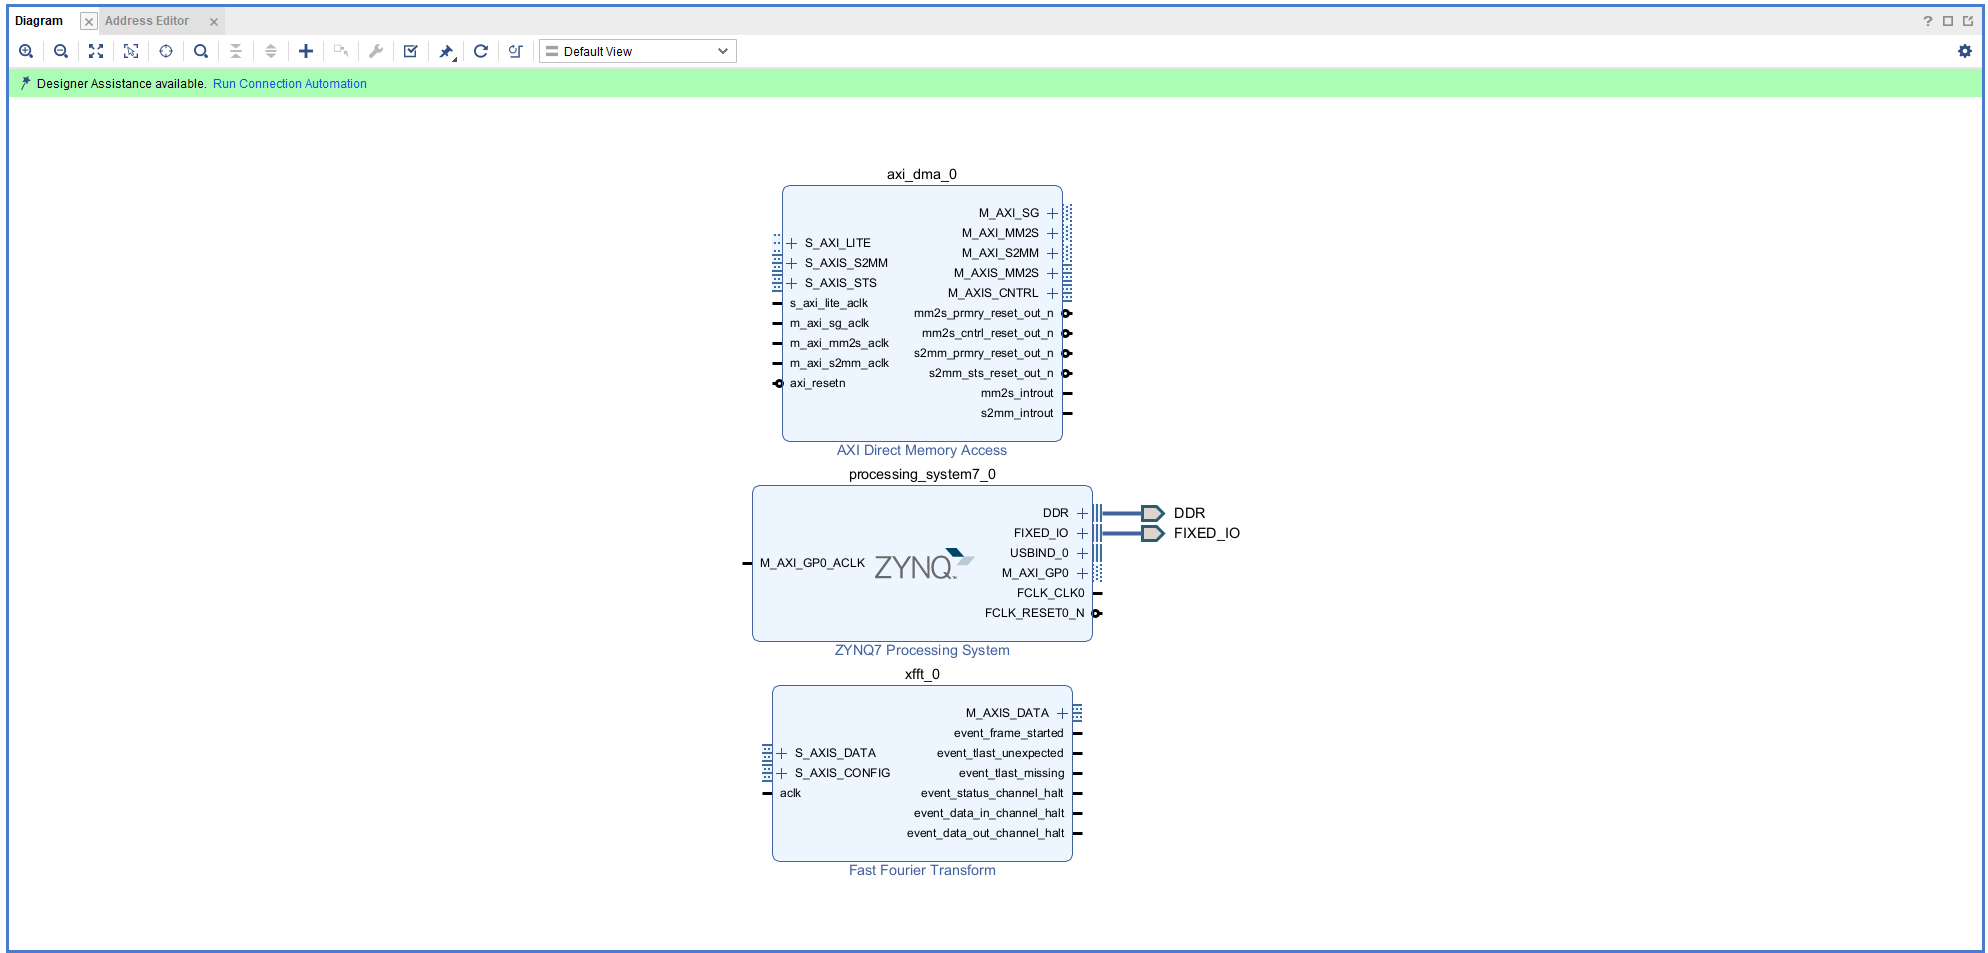 Diagram
Address Editor
?
Default View
Designer Assistance available. Run Connection Automation
axi_dma_0
S_AXI_LITE
S_AXIS_S2MM
S_AXIS_STS
s_axi_lite_aclk
m_axi_sg_aclk
m_axi_mm2s_aclk
m_axi_s2mm_aclk
axi_resetn
M_AXI_SG
M_AXI_MM2S
M_AXI_S2MM
M_AXIS_MM2S
M_AXIS_CNTRL
mm2s_prmry_reset_out_n
mm2s_cntrl_reset_out_n
s2mm_prmry_reset_out_n
s2mm_sts_reset_out_n
mm2s_introut
s2mm_introut
AXI Direct Memory Access
processing_system7_0
M_AXI_GP0_ACLK
ZYNQ
DDR
FIXED_IO
USBIND_0
M_AXI_GP0
FCLK_CLK0
FCLK_RESET0_N
DDR
FIXED_IO
ZYNQ7 Processing System
xfft_0
S_AXIS_DATA
S_AXIS_CONFIG
aclk
M_AXIS_DATA
event_frame_started
event_tlast_unexpected
event_tlast_missing
event_status_channel_halt
event_data_in_channel_halt
event_data_out_channel_halt
Fast Fourier Transform